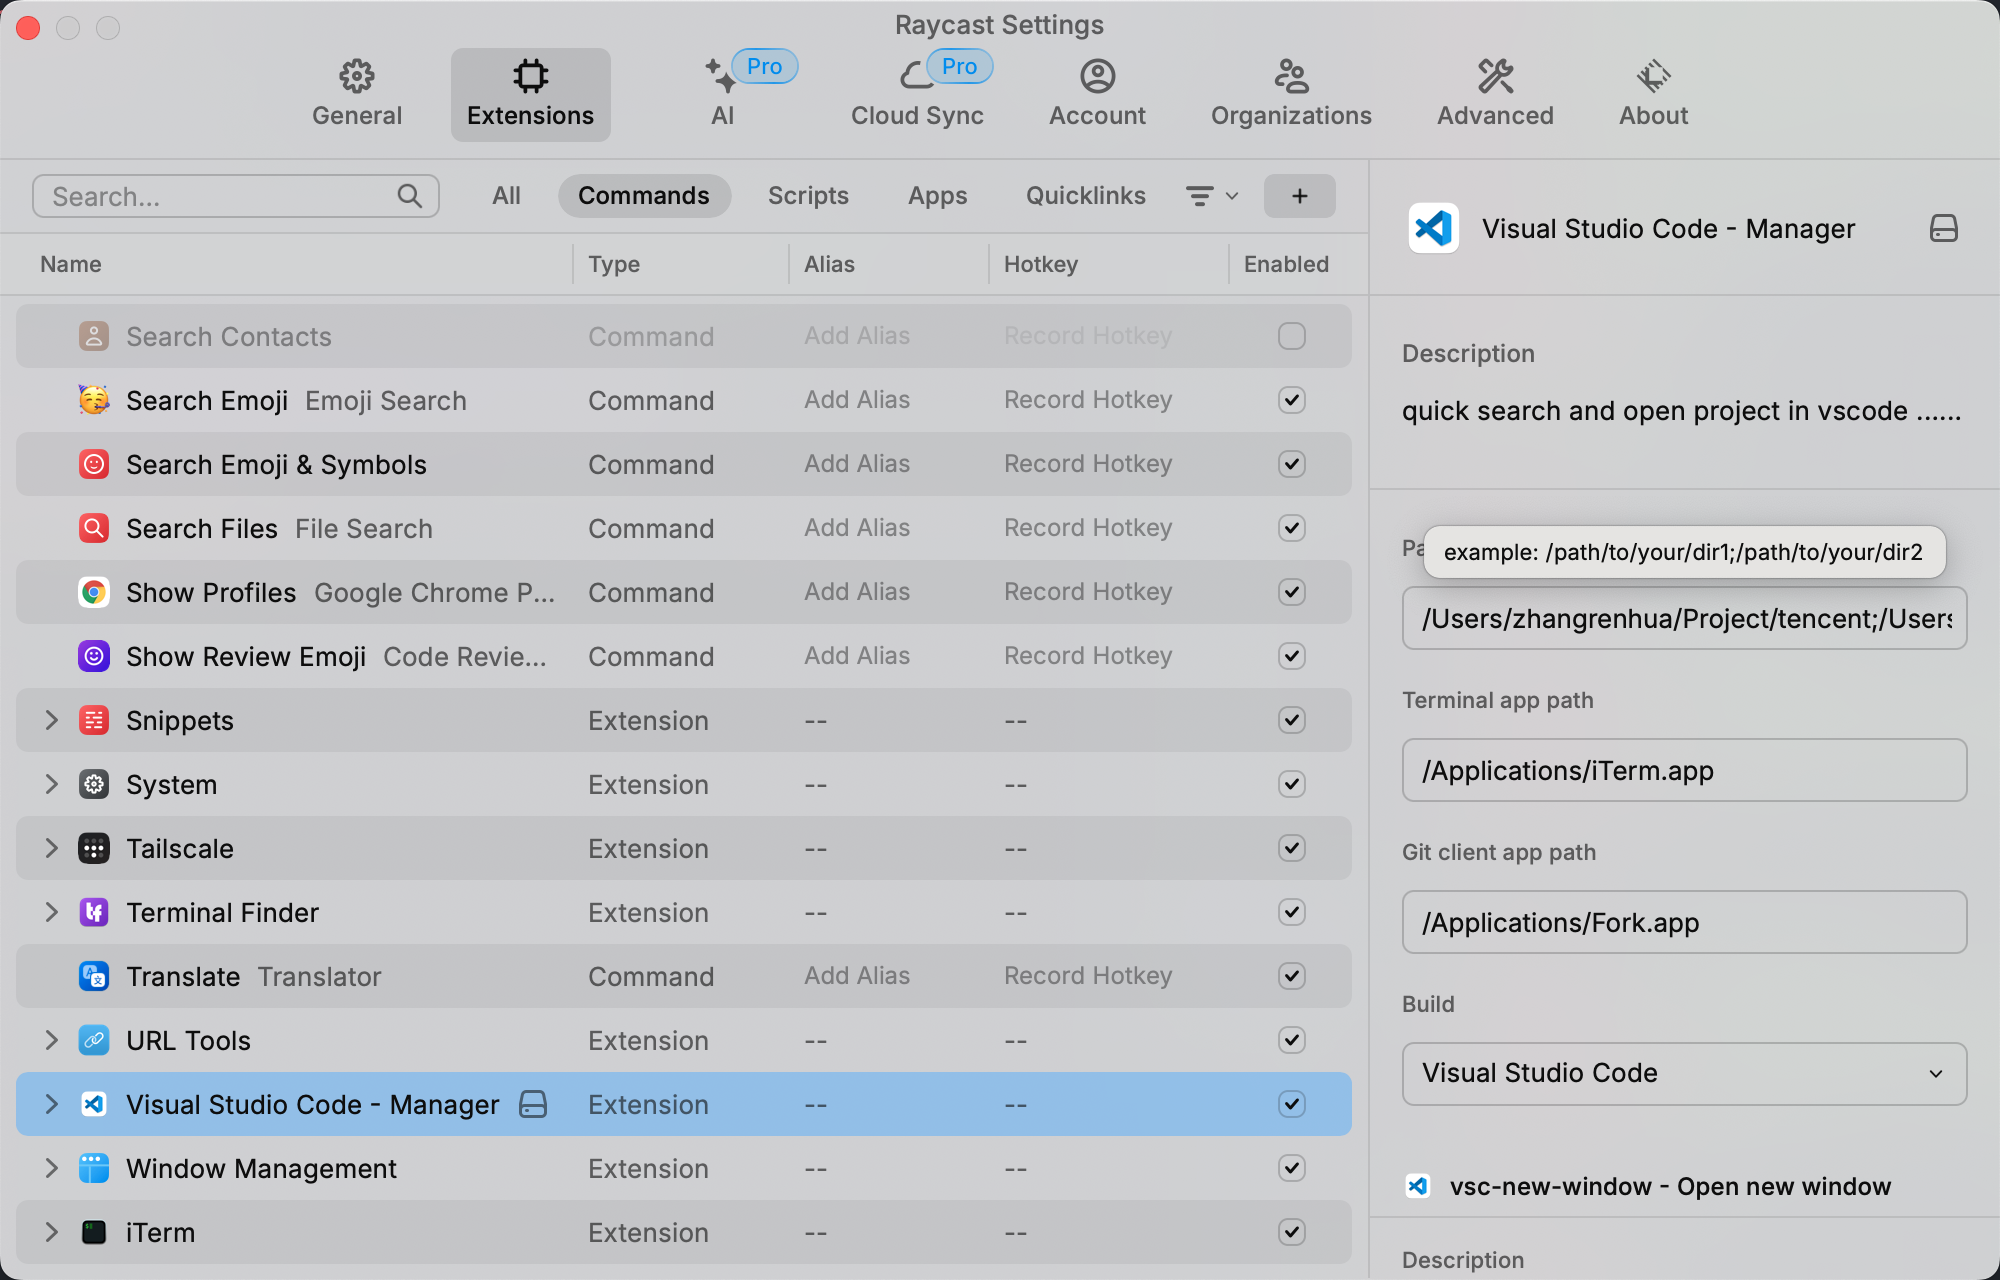 Raycast Settings
General
Extensions
AI
Pro
Cloud Sync
Pro
Account
Organizations
Advanced
About
Search...
All
Commands
Scripts
Apps
Quicklinks
+
Name Type Alias Hotkey Enabled
Search Contacts Command Add Alias Record Hotkey
Search Emoji Emoji Search Command Add Alias Record Hotkey
Search Emoji & Symbols Command Add Alias Record Hotkey
Search Files File Search Command Add Alias Record Hotkey
Show Profiles Google Chrome P... Command Add Alias Record Hotkey
Show Review Emoji Code Revie... Command Add Alias Record Hotkey
Snippets Extension -- --
System Extension -- --
Tailscale Extension -- --
Terminal Finder Extension -- --
Translate Translator Command Add Alias Record Hotkey
URL Tools Extension -- --
Visual Studio Code - Manager Extension -- --
Window Management Extension -- --
iTerm Extension -- --
Visual Studio Code - Manager
Description
quick search and open project in vscode ......
example: /path/to/your/dir1;/path/to/your/dir2
/Users/zhangrenhua/Project/tencent;/Users
Terminal app path
/Applications/iTerm.app
Git client app path
/Applications/Fork.app
Build
Visual Studio Code
vsc-new-window - Open new window
Description